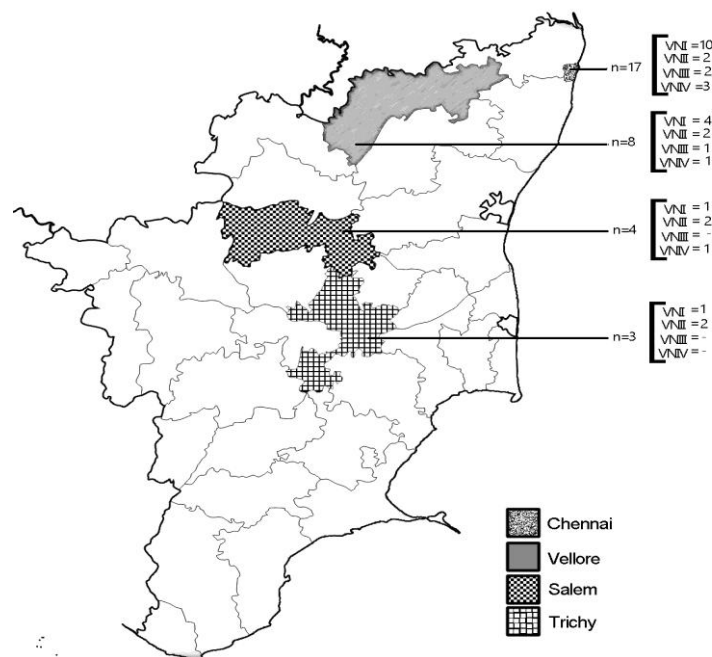 n=17
VNI =10
VNII = 2
VNIII = 2
VNIV =3
n=8
VNI = 4
VNII = 2
VNIII = 1
VNIV = 1
n=4
VNI = 1
VNII = 2
VNIII = -
VNIV = 1
n=3
VNI = 1
VNII = 2
VNIII = -
VNIV = -
Chennai
Vellore
Salem
Trichy